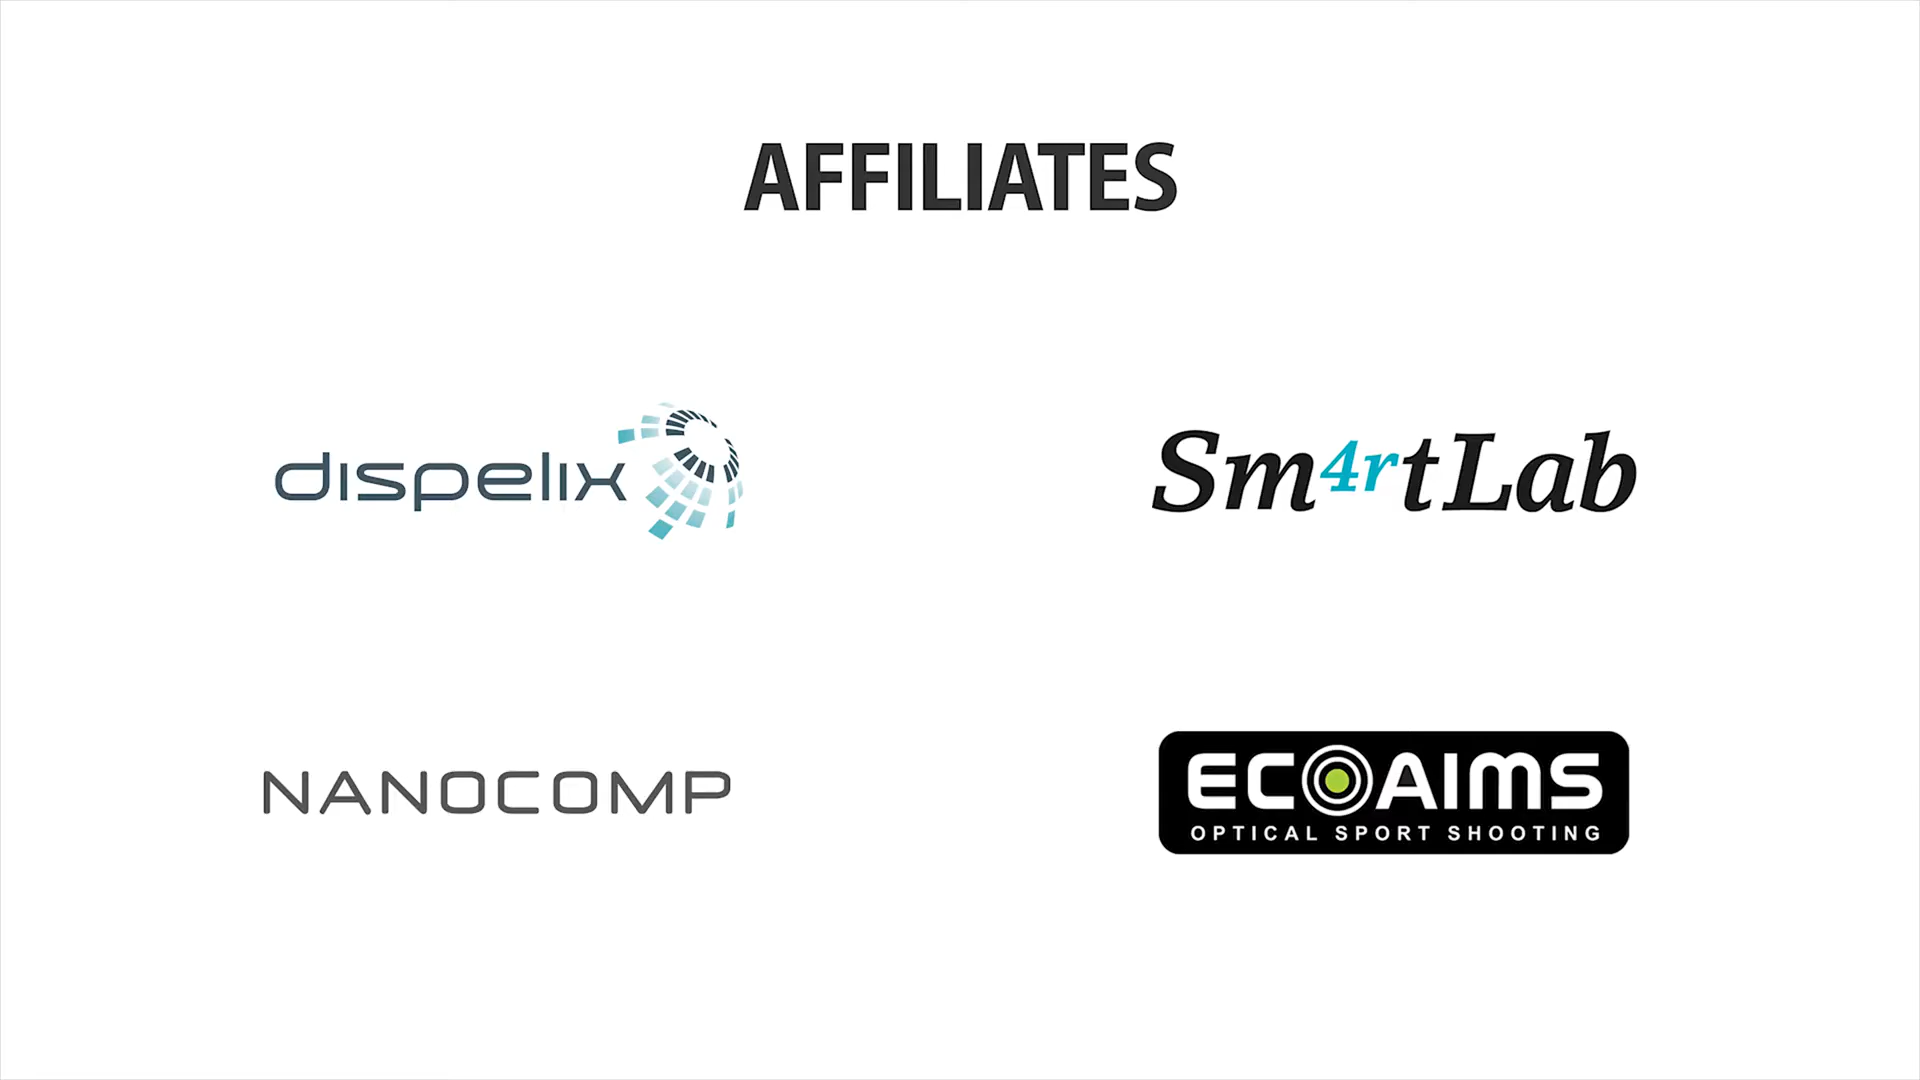 AFFILIATES
dispelix
Sm4rtLab
NANOCOMP
ECOAIMS
OPTICAL SPORT SHOOTING